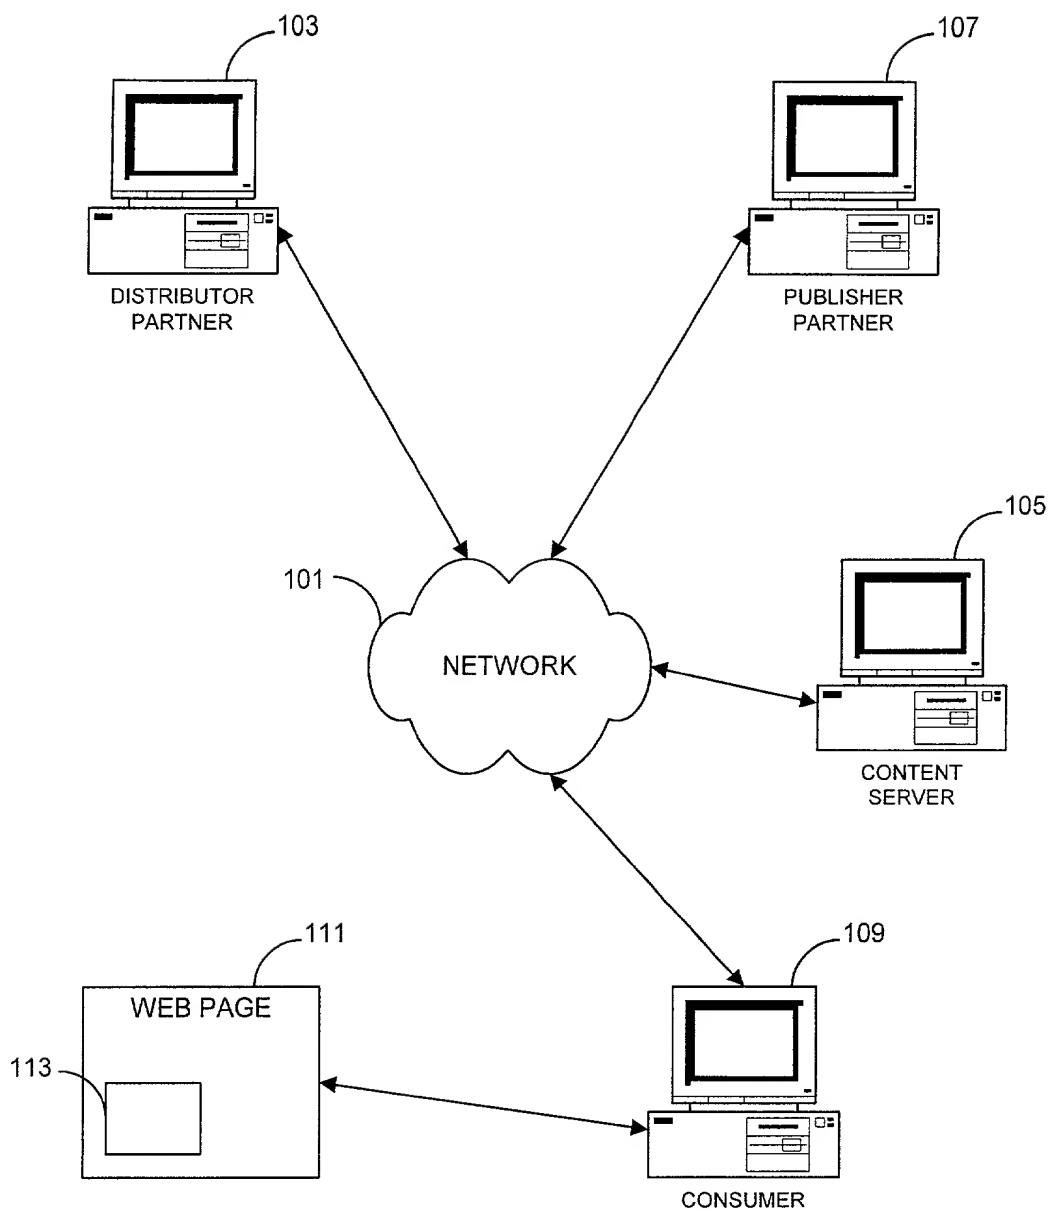 103
107
DISTRIBUTOR
PARTNER
PUBLISHER
PARTNER
105
101
NETWORK
CONTENT
SERVER
111
109
WEB PAGE
113
CONSUMER